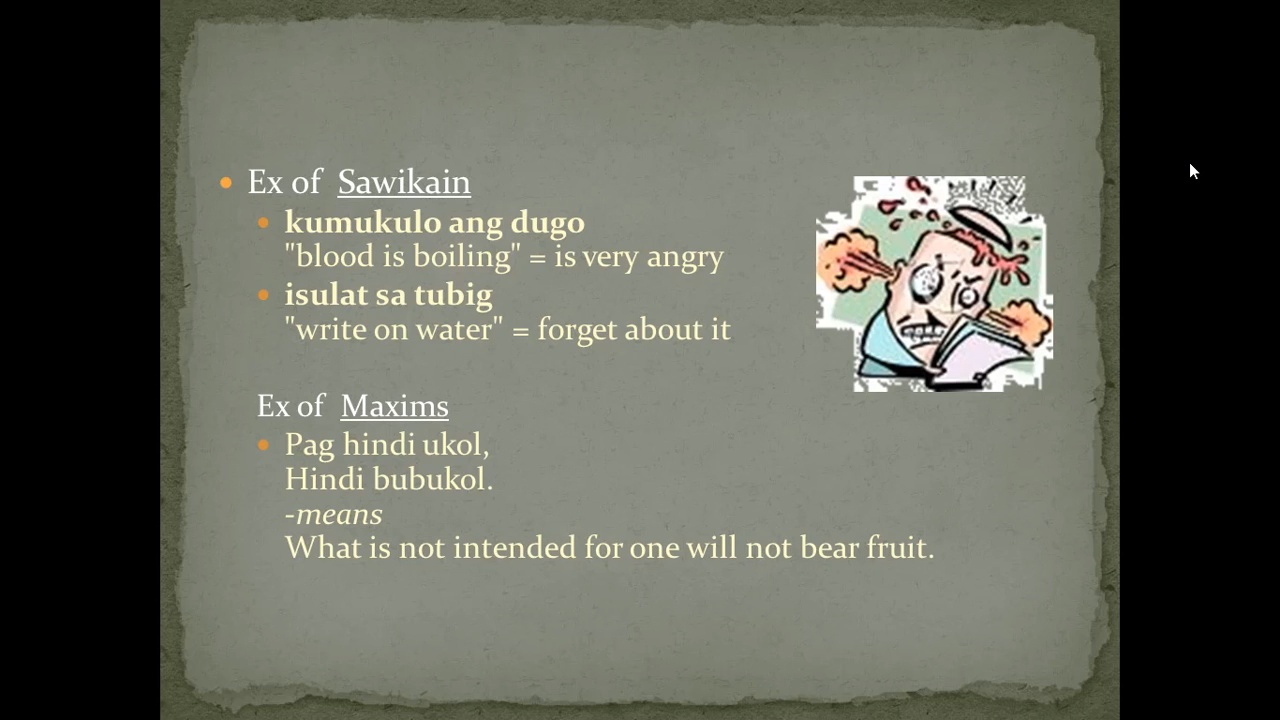 Ex of Sawikain
kumukulo ang dugo
"blood is boiling" = is very angry
isulat sa tubig
"write on water" = forget about it
Ex of Maxims
Pag hindi ukol,
Hindi bubukol.
-means
What is not intended for one will not bear fruit.